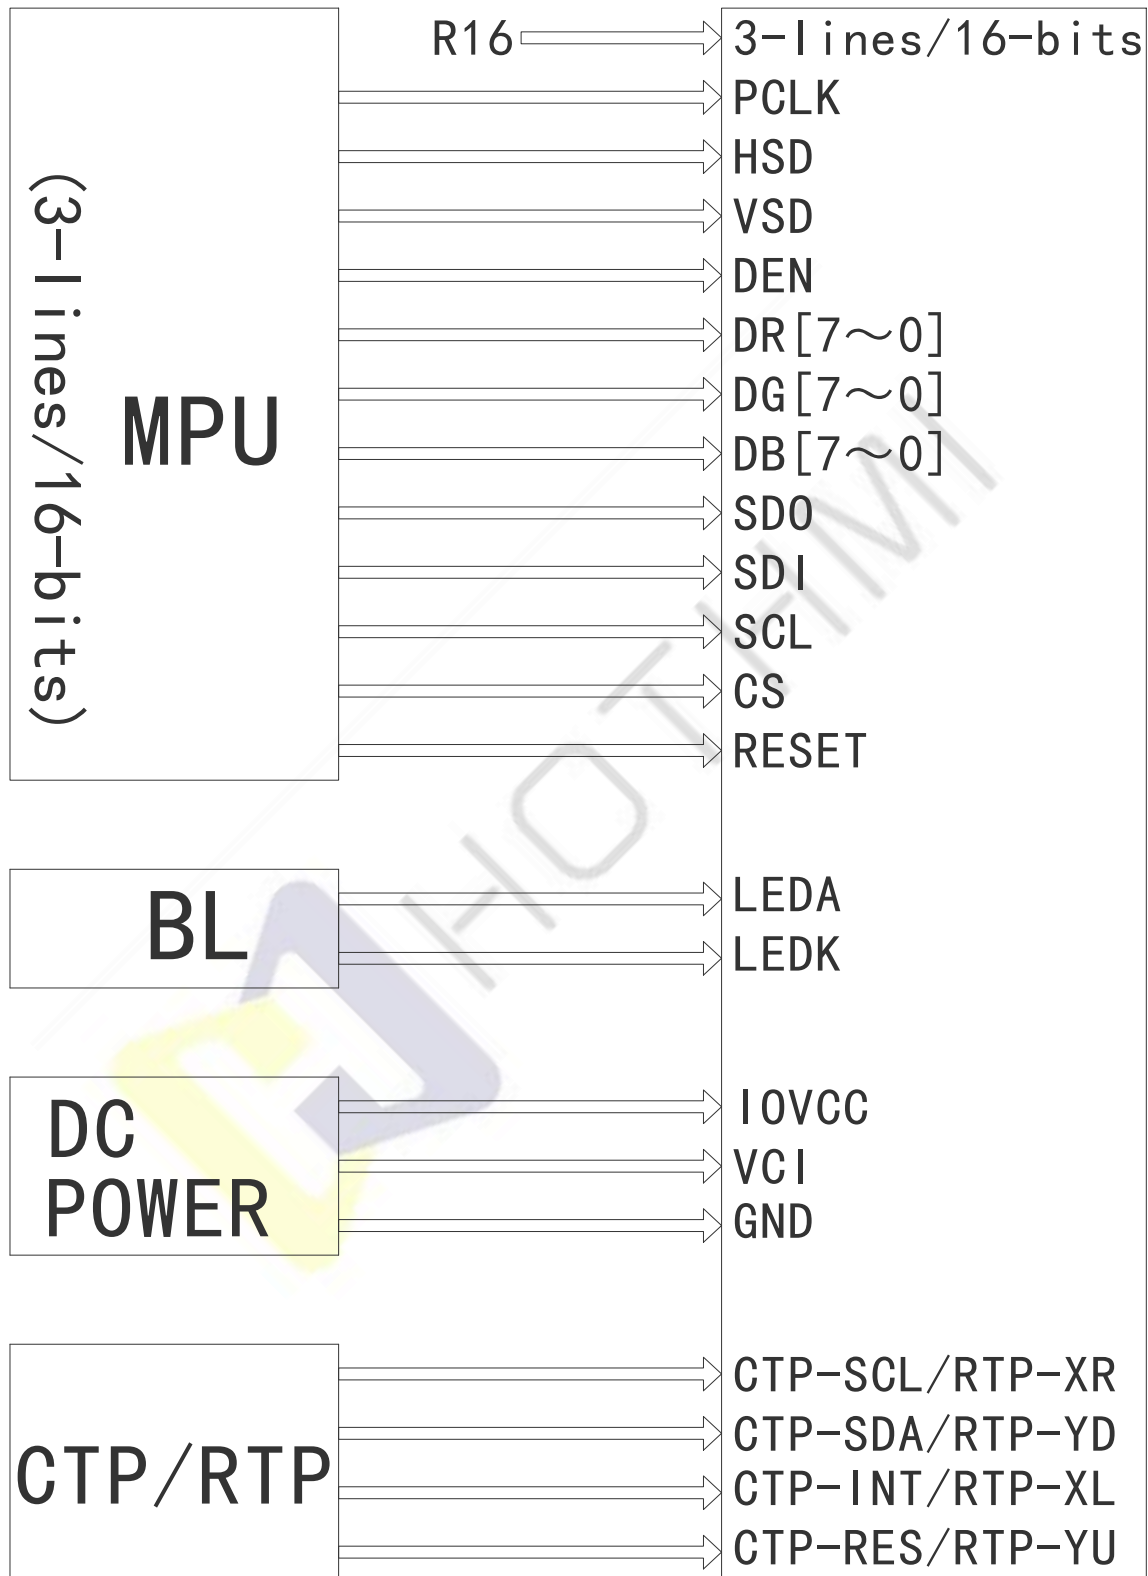 R16
3-lines/16-bits
PCLK
HSD
VSD
DEN
DR[7～0]
DG[7～0]
DB[7～0]
SDO
SDI
SCL
CS
RESET
(3-lines/16-bits)
MPU
HOTHMI
BL
LEDA
LEDK
DC
POWER
IOVCC
VCI
GND
CTP/RTP
CTP-SCL/RTP-XR
CTP-SDA/RTP-YD
CTP-INT/RTP-XL
CTP-RES/RTP-YU